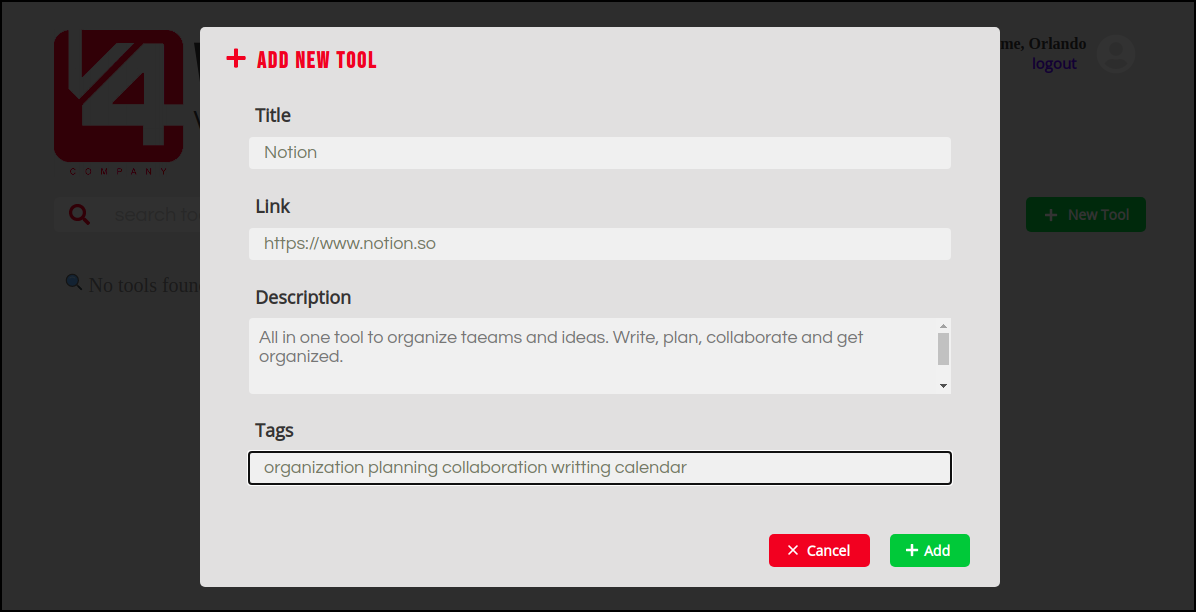 V4
COMPANY
me, Orlando
logout
search to
New Tool
No tools foun
ADD NEW TOOL
Title
Notion
Link
https://www.notion.so
Description
All in one tool to organize taeams and ideas. Write, plan, collaborate and get
organized.
Tags
organization planning collaboration writting calendar
Cancel
Add